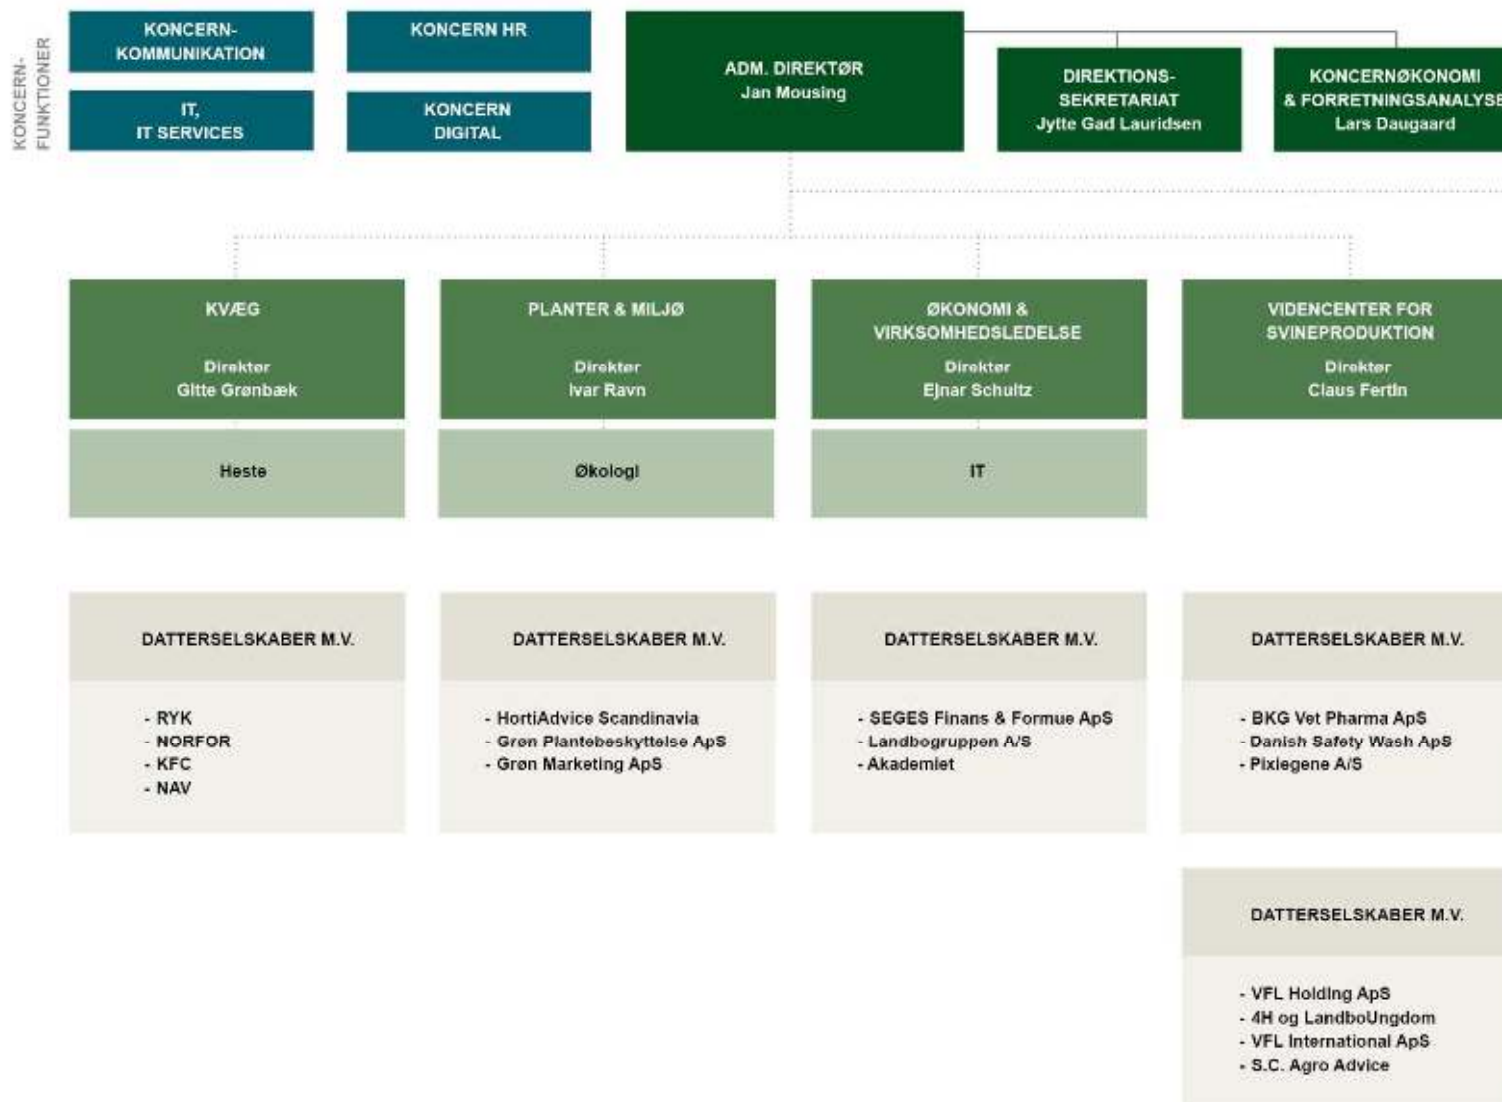 KONCERN-
FUNKTIONER
KONCERN-
KOMMUNIKATION
KONCERN HR
IT,
IT SERVICES
KONCERN
DIGITAL
ADM. DIREKTØR
Jan Mousing
DIREKTIONS-
SEKRETARIAT
Jytte Gad Lauridsen
KONCERNØKONOMI
& FORRETNINGSANALYSE
Lars Daugaard
KVÆG
Direktør
Gitte Grønbæk
PLANTER & MILJØ
Direktør
Ivar Ravn
ØKONOMI &
VIRKSOMHEDSLEDELSE
Direktør
Ejnar Schultz
VIDENCENTER FOR
SVINEPRODUKTION
Direktør
Claus Fertin
Heste
Økologi
IT
DATTERSELSKABER M.V.
- RYK
- NORFOR
- KFC
- NAV
DATTERSELSKABER M.V.
- HortiAdvice Scandinavia
- Grøn Plantebeskyttelse ApS
- Grøn Marketing ApS
DATTERSELSKABER M.V.
- SEGES Finans & Formue ApS
- Landbogruppen A/S
- Akademiet
DATTERSELSKABER M.V.
- BKG Vet Pharma ApS
- Danish Safety Wash ApS
- Pixiegene A/S
DATTERSELSKABER M.V.
- VFL Holding ApS
- 4H og LandboUngdom
- VFL International ApS
- S.C. Agro Advice